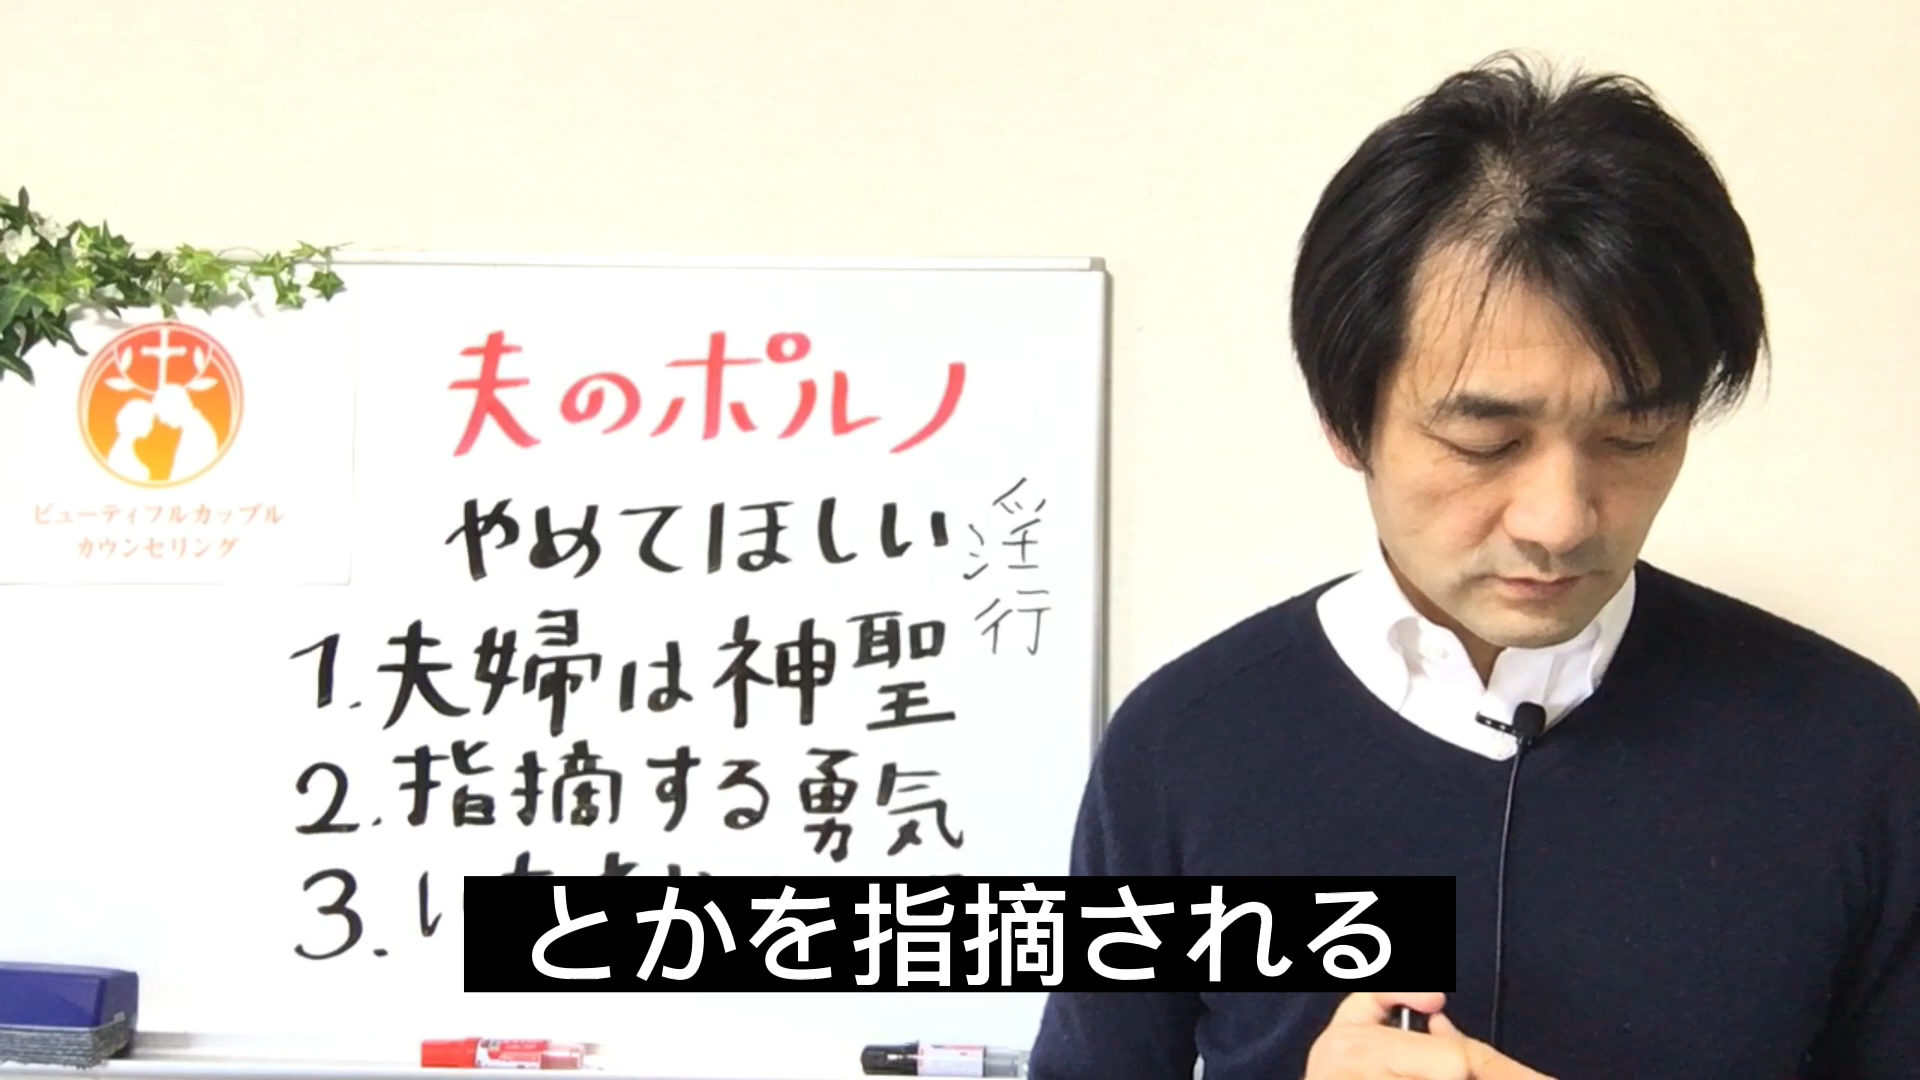 夫のポルノ
やめてほしい
淫行
1. 夫婦は神聖
2. 指摘する勇気
3. い
ビューティフルカップル
カウンセリング
とかを指摘される